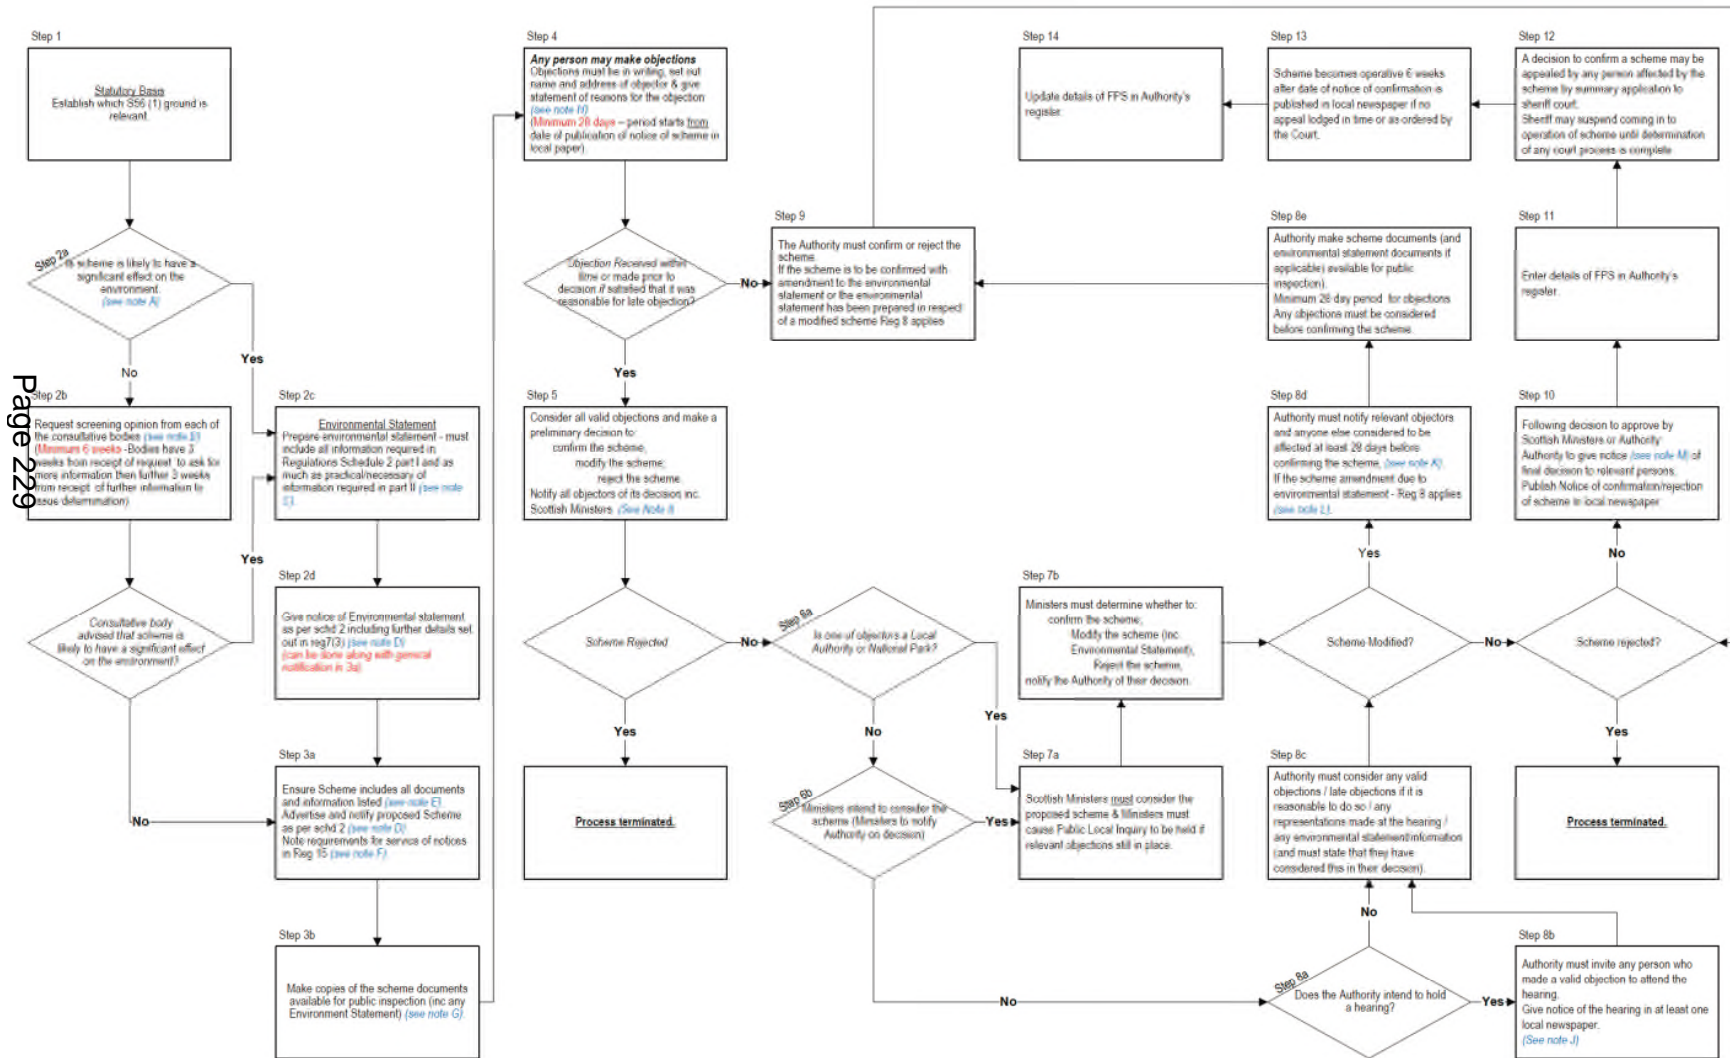 Page 229
Step 1
Statutory Basis
Establish which S56 (1) ground is
relevant.
Step 2a
Is scheme is likely to have a
significant effect on the
environment.
(see note A)
Yes
No
Step 2b
Request screening opinion from each of
the consultative bodies (see note B)
(Minimum 6 weeks -Bodies have 3
weeks from receipt of request to ask for
more information then further 3 weeks
from receipt of further information to
issue determination)
Consultative body
advised that scheme is
likely to have a significant effect
on the environment?
Yes
No
Step 2c
Environmental Statement
Prepare environmental statement - must
include all information required in
Regulations Schedule 2 part I and as
much as practical/necessary of
information required in part II (see note
C).
Step 2d
Give notice of Environmental statement
as per schd 2 including further details set
out in reg7(3) (see note D)
(can be done along with general
notification in 3a)
Step 3a
Ensure Scheme includes all documents
and information listed (see note E).
Advertise and notify proposed Scheme
as per schd 2 (see note D)
Note requirements for service of notices
in Reg 15 (see note F).
Step 3b
Make copies of the scheme documents
available for public inspection (inc any
Environment Statement) (see note G).
Step 4
Any person may make objections
Objections must be in writing, set out
name and address of objector & give
statement of reasons for the objection
(see note H)
(Minimum 28 days – period starts from
date of publication of notice of scheme in
local paper).
Objection Received within
time or made prior to
decision if satisfied that it was
reasonable for late objection?
No
Yes
Step 5
Consider all valid objections and make a
preliminary decision to:
confirm the scheme,
modify the scheme;
reject the scheme.
Notify all objectors of its decision inc.
Scottish Ministers (See Note I)
Scheme Rejected
No
Yes
Process terminated.
Step 6a
Is one of objectors a Local
Authority or National Park?
Yes
No
Step 6b
Ministers intend to consider the
scheme (Ministers to notify
Authority on decision)
Yes
No
Step 7a
Scottish Ministers must consider the
proposed scheme & Ministers must
cause Public Local Inquiry to be held if
relevant objections still in place.
Step 7b
Ministers must determine whether to:
confirm the scheme;
Modify the scheme (inc
Environmental Statement),
Reject the scheme,
notify the Authority of their decision.
Step 8a
Does the Authority intend to hold
a hearing?
Yes
No
Step 8b
Authority must invite any person who
made a valid objection to attend the
hearing.
Give notice of the hearing in at least one
local newspaper.
(See note J)
Step 8c
Authority must consider any valid
objections / late objections if it is
reasonable to do so / any
representations made at the hearing /
any environmental statement/information
(and must state that they have
considered this in their decision).
Scheme Modified?
Yes
No
Step 8d
Authority must notify relevant objectors
and anyone else considered to be
affected at least 28 days before
confirming the scheme, (see note K).
If the scheme amendment due to
environmental statement - Reg 8 applies
(see note L).
Step 8e
Authority make scheme documents (and
environmental statement documents if
applicable) available for public
inspection).
Minimum 28 day period for objections
Any objections must be considered
before confirming the scheme.
Step 9
The Authority must confirm or reject the
scheme
If the scheme is to be confirmed with
amendment to the environmental
statement or the environmental
statement has been prepared in respect
of a modified scheme Reg 8 applies
Scheme rejected?
No
Yes
Process terminated.
Step 10
Following decision to approve by
Scottish Ministers or Authority
Authority to give notice (see note M) of
final decision to relevant persons.
Publish Notice of confirmation/rejection
of scheme in local newspaper
Step 11
Enter details of FPS in Authority's
register.
Step 12
A decision to confirm a scheme may be
appealed by any person affected by the
scheme by summary application to
sheriff court.
Sheriff may suspend coming in to
operation of scheme until determination
of any court process is complete
Step 13
Scheme becomes operative 6 weeks
after date of notice of confirmation is
published in local newspaper if no
appeal lodged in time or as ordered by
the Court.
Step 14
Update details of FPS in Authority's
register.